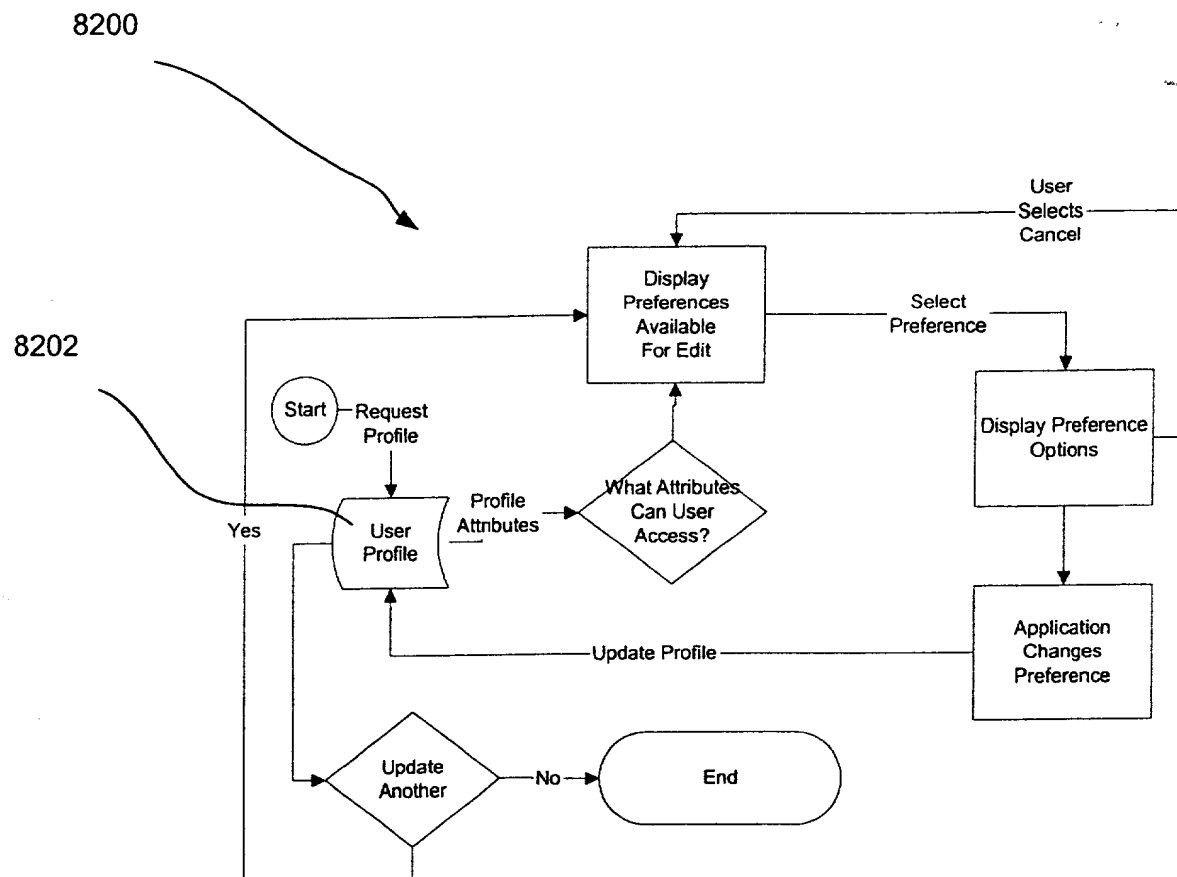 8200
User
Selects
Cancel
Display
Preferences
Available
For Edit
Select
Preference
8202
Start
Request
Profile
Display Preference
Options
What Attributes
Can User
Access?
Profile
Attributes
User
Profile
Yes
Application
Changes
Preference
Update Profile
Update
Another
No
End